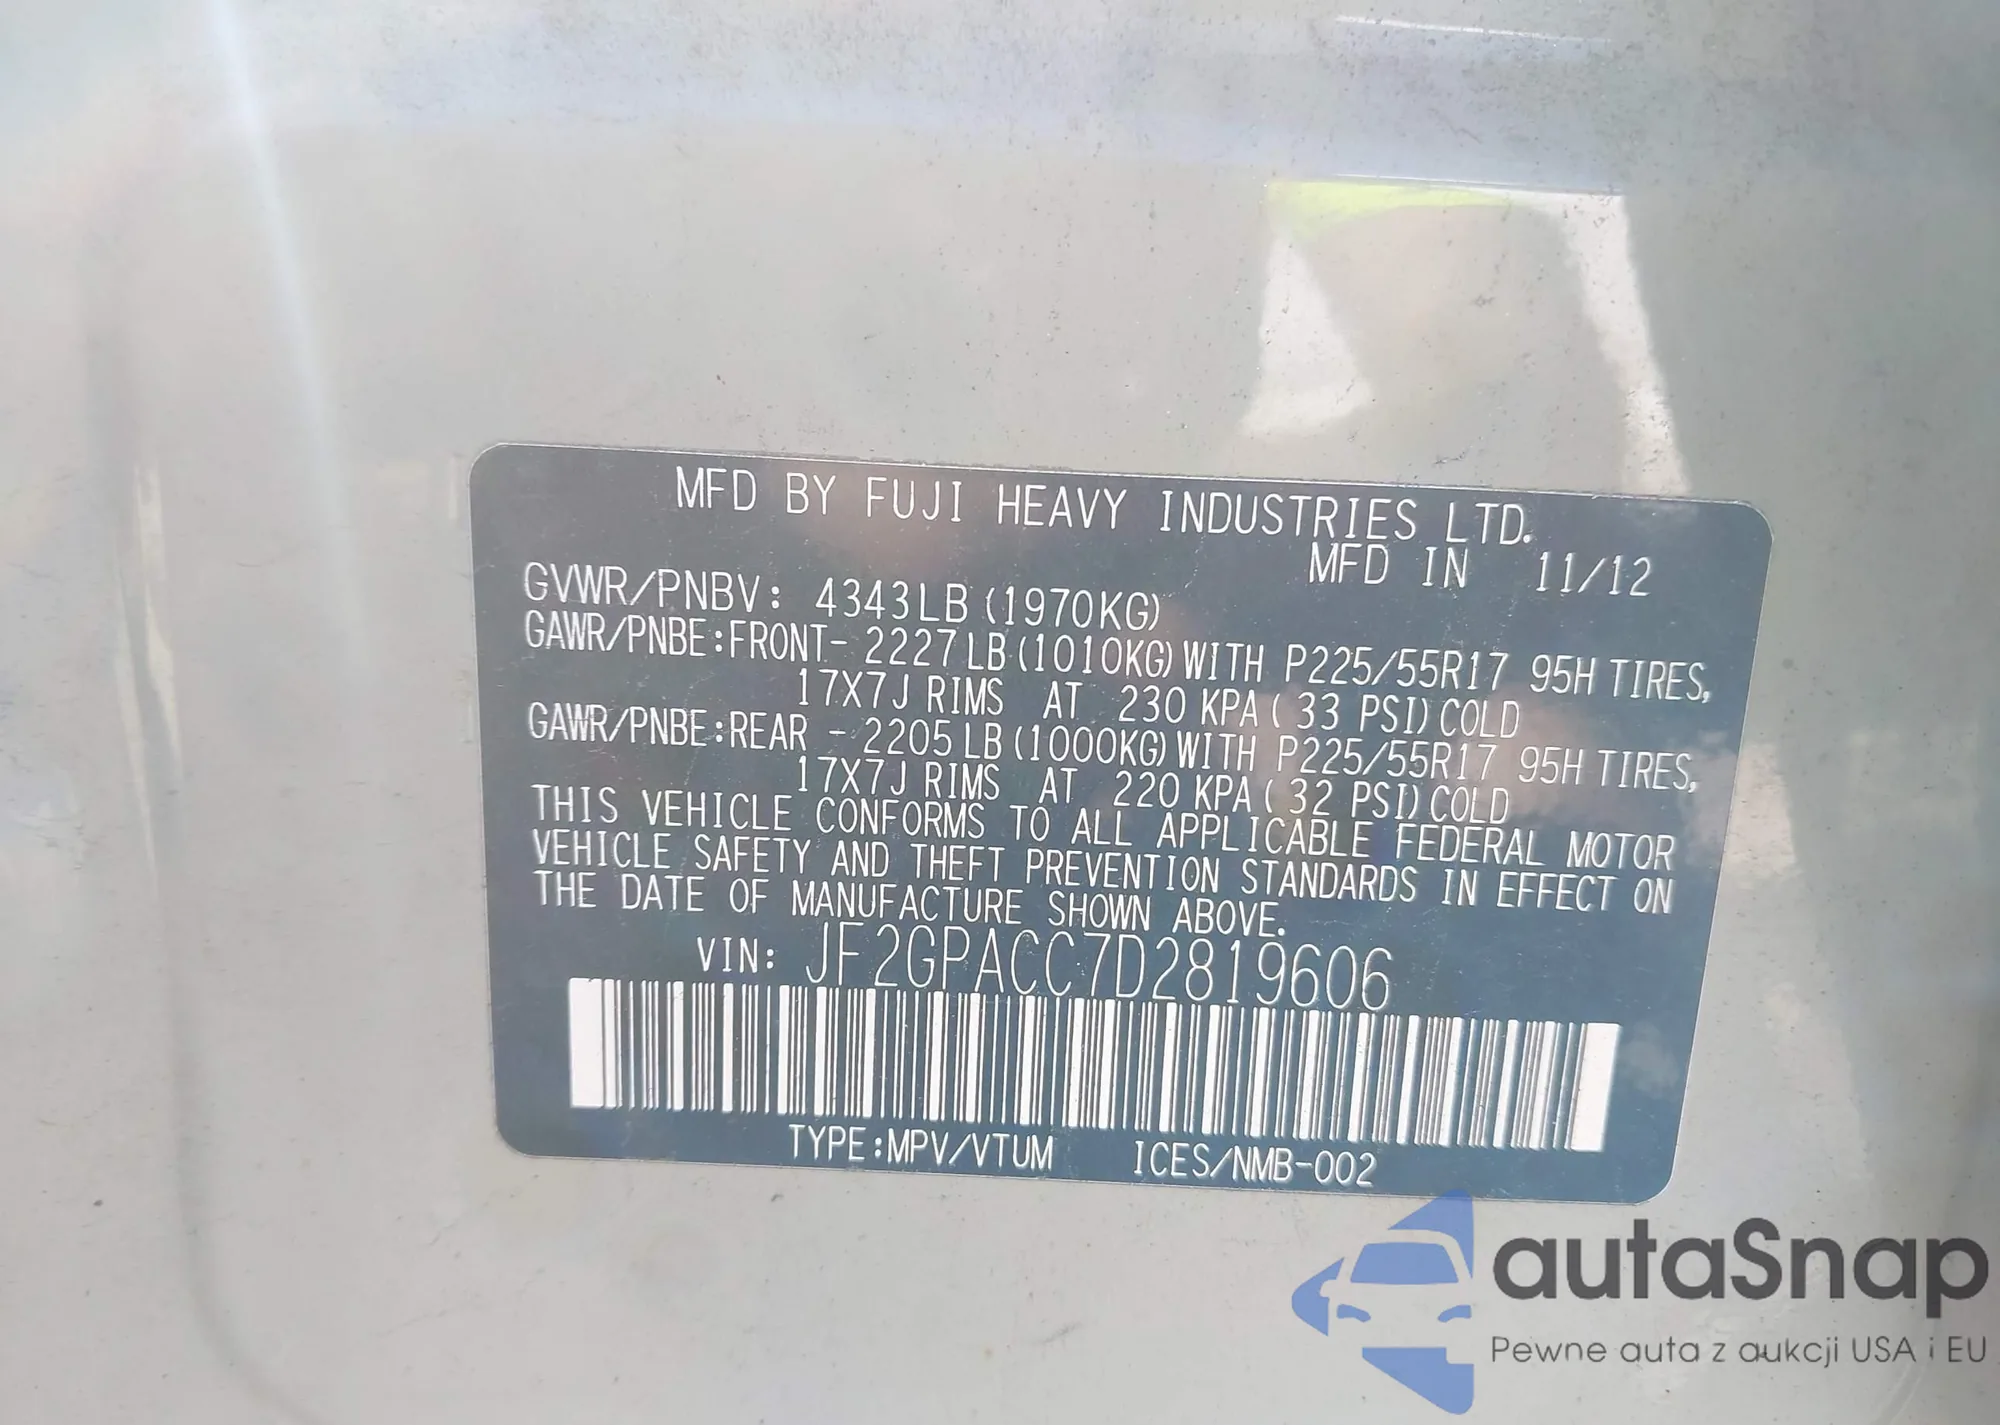 MFD BY FUJI HEAVY INDUSTRIES LTD.
MFD IN 11/12
GVWR/PNBV: 4343LB (1970KG)
GAWR/PNBE:FRONT- 2227LB (1010KG) WITH P225/55R17 95H TIRES,
17X7J RIMS AT 230 KPA ( 33 PSI) COLD
GAWR/PNBE:REAR - 2205LB (1000KG) WITH P225/55R17 95H TIRES,
17X7J RIMS AT 220 KPA ( 32 PSI) COLD
THIS VEHICLE CONFORMS TO ALL APPLICABLE FEDERAL MOTOR
VEHICLE SAFETY AND THEFT PREVENTION STANDARDS IN EFFECT ON
THE DATE OF MANUFACTURE SHOWN ABOVE.
VIN: JF2GPACC7D2819606
TYPE:MPV/VTUM ICES/NMB-002
autaSnap
Pewne auta z aukcji USA i EU